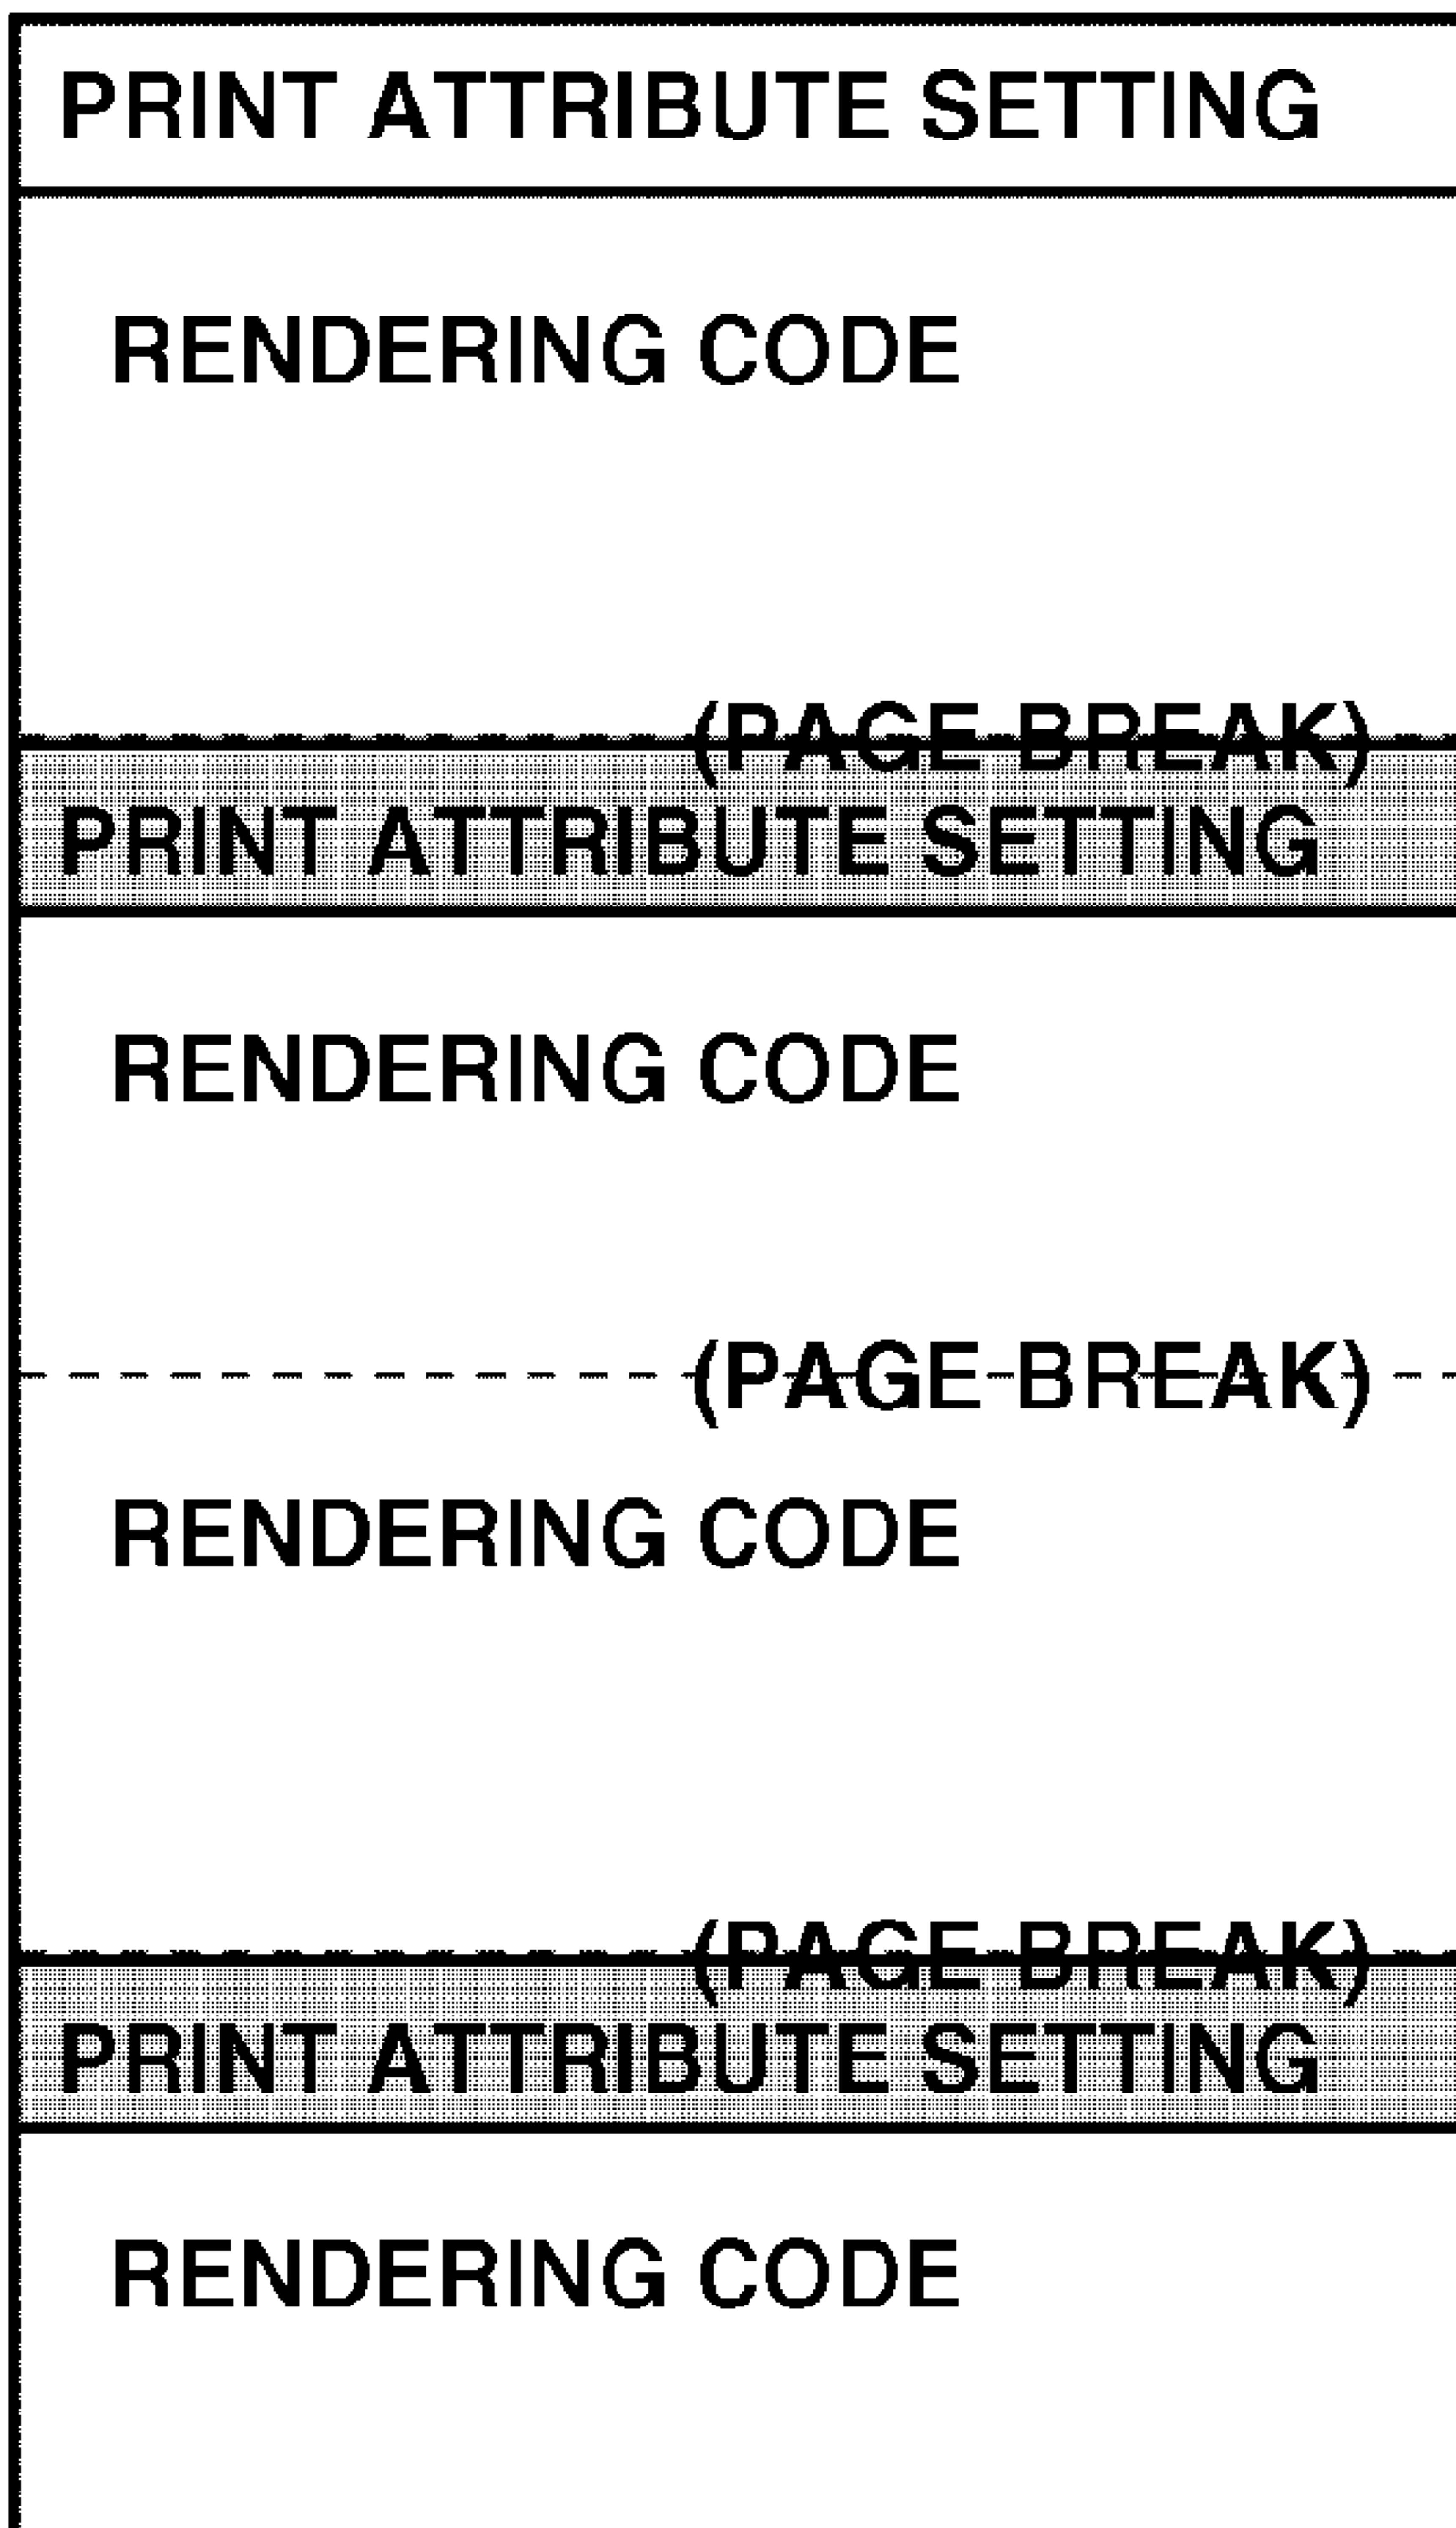 PRINT ATTRIBUTE SETTING
RENDERING CODE
(PAGE BREAK)
PRINT ATTRIBUTE SETTING
RENDERING CODE
(PAGE BREAK)
RENDERING CODE
(PAGE BREAK)
PRINT ATTRIBUTE SETTING
RENDERING CODE